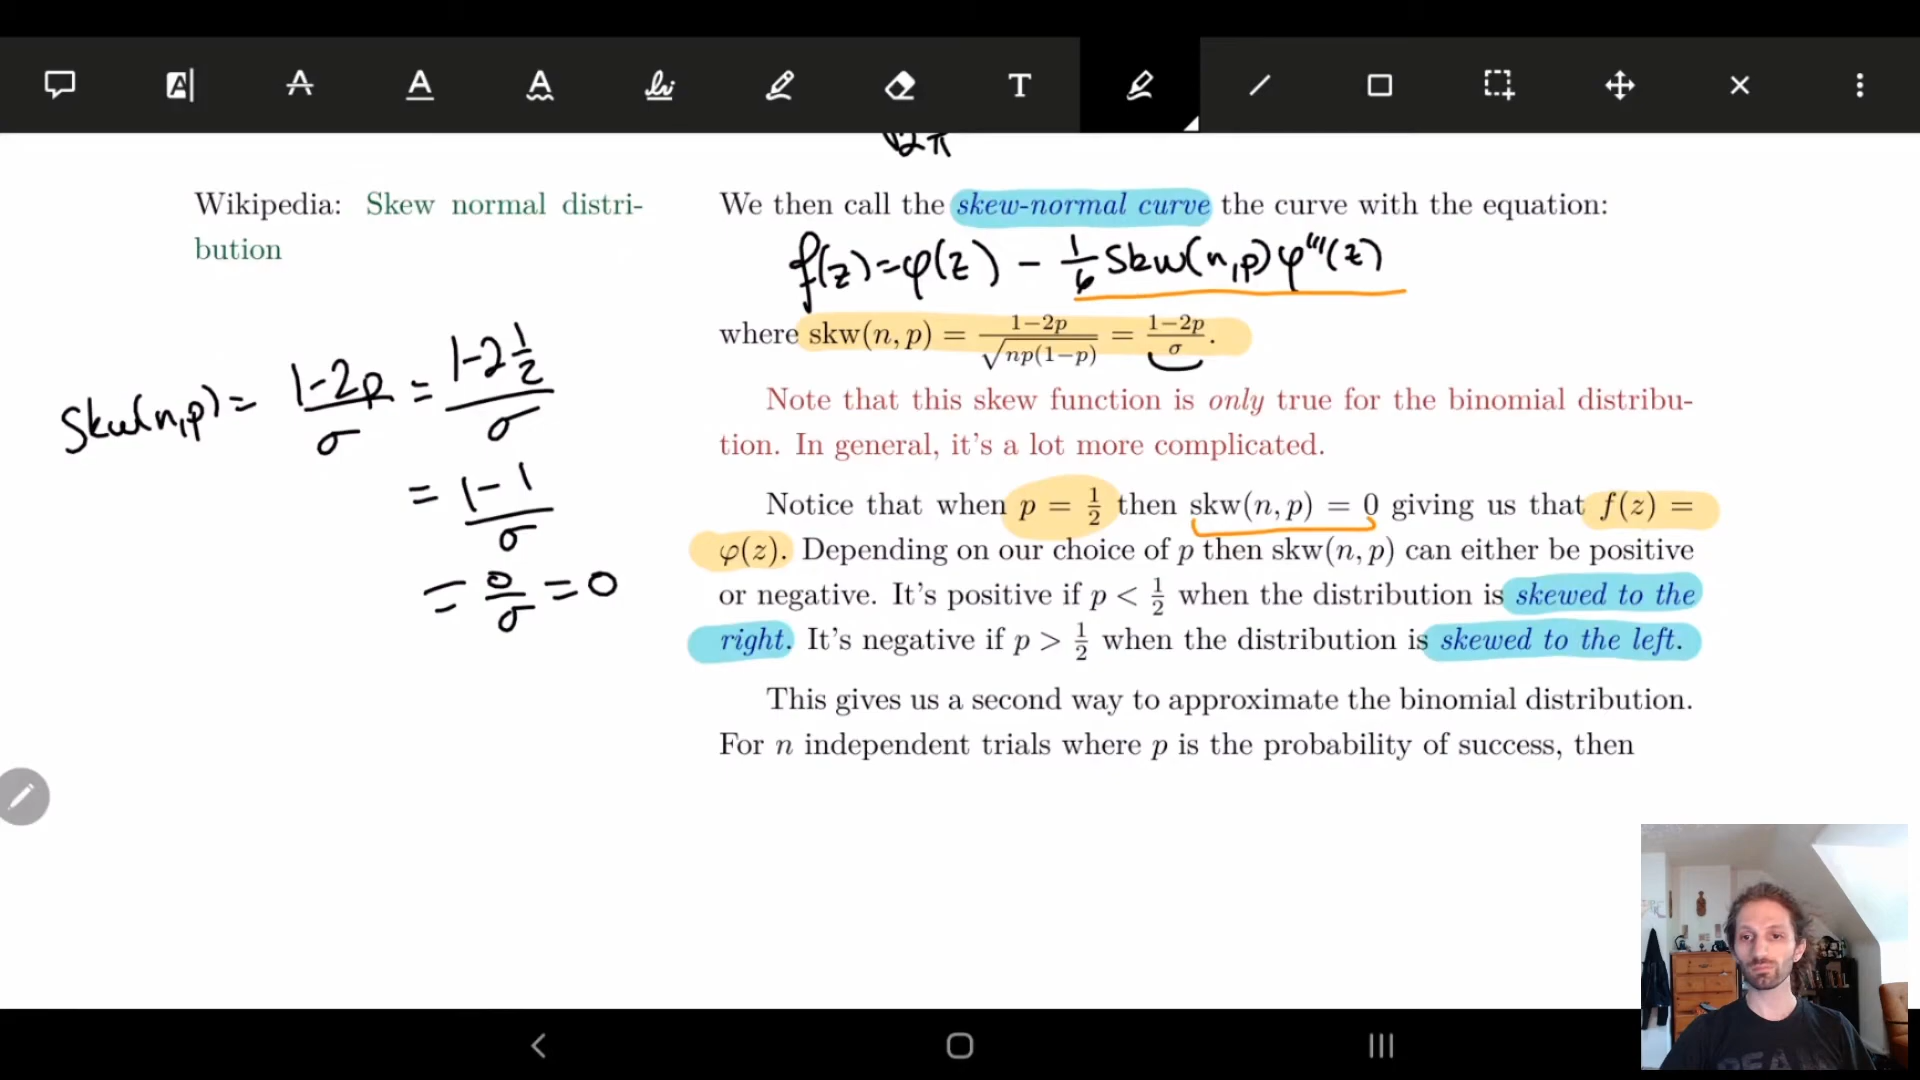 √2π
Wikipedia: Skew normal distri-
bution
We then call the skew-normal curve the curve with the equation:
f(z)=φ(z) - 1/6 Skw(n,p) φ'''(z)
where skw(n, p) = 1−2p/√np(1−p) = 1−2p/σ.
Note that this skew function is only true for the binomial distribu-
tion. In general, it's a lot more complicated.
Notice that when p = 1/2 then skw(n, p) = 0 giving us that f(z) =
φ(z). Depending on our choice of p then skw(n, p) can either be positive
or negative. It's positive if p < 1/2 when the distribution is skewed to the
right. It's negative if p > 1/2 when the distribution is skewed to the left.
This gives us a second way to approximate the binomial distribution.
For n independent trials where p is the probability of success, then
Skw(n,p) = 1-2p/σ = 1-2 1/2/σ
= 1-1/σ
= 0/σ = 0